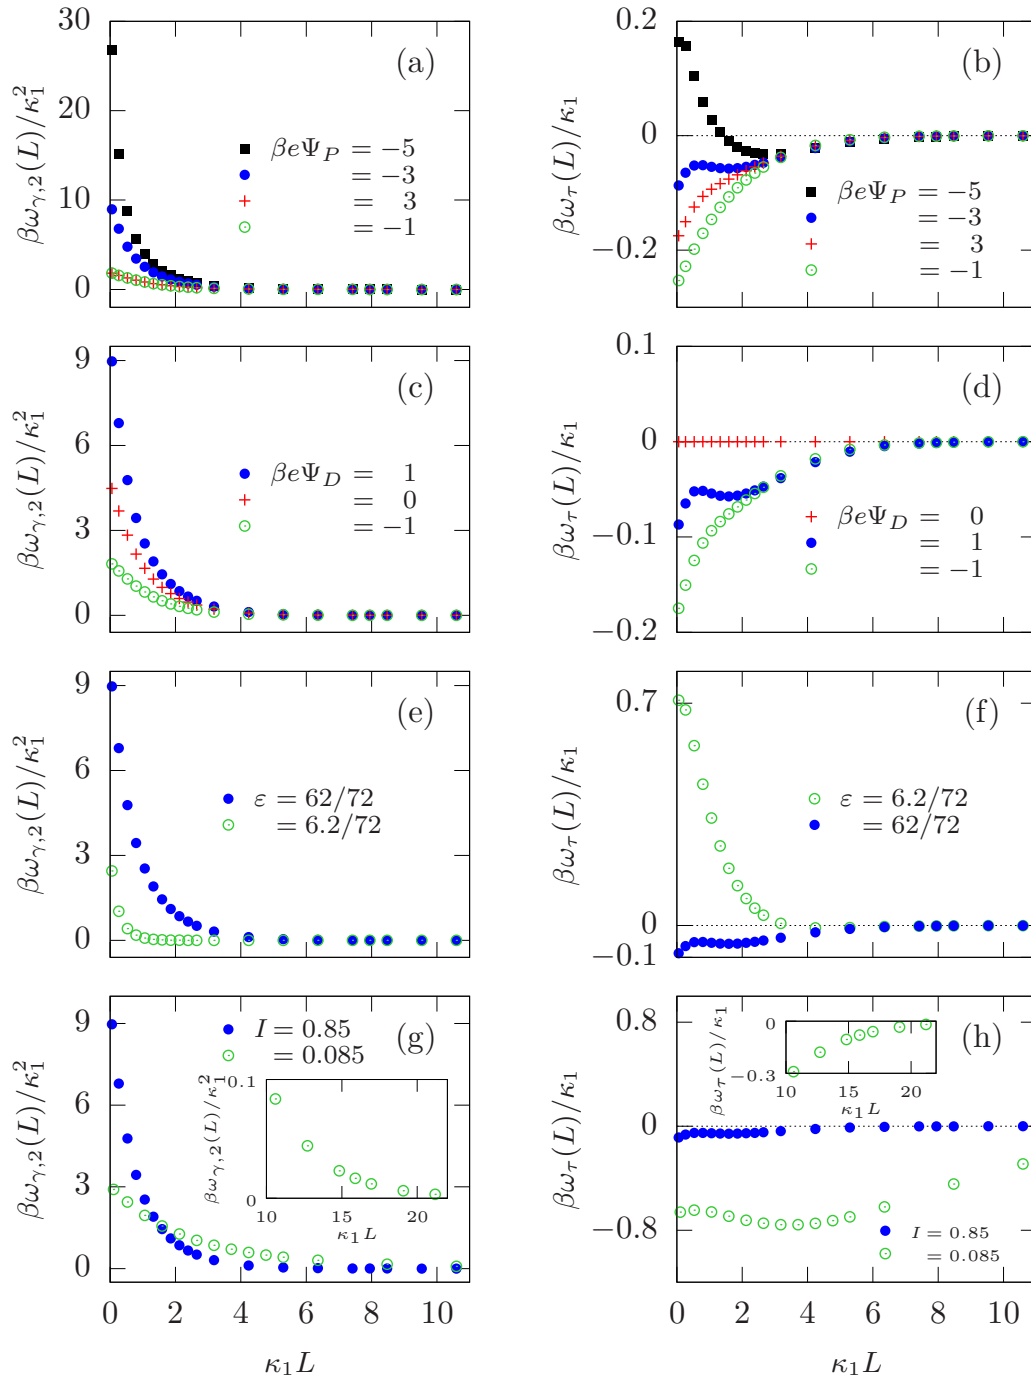 30
20
10
0
βω_{γ,2}(L)/κ_1^2
(a)
βeΨ_P = −5
= −3
= 3
= −1
0.2
0
−0.2
βω_τ(L)/κ_1
(b)
βeΨ_P = −5
= −3
= 3
= −1
9
6
3
0
βω_{γ,2}(L)/κ_1^2
(c)
βeΨ_D = 1
= 0
= −1
0.1
0
−0.1
−0.2
βω_τ(L)/κ_1
(d)
βeΨ_D = 0
= 1
= −1
9
6
3
0
βω_{γ,2}(L)/κ_1^2
(e)
ε = 62/72
= 6.2/72
0.7
0
−0.1
βω_τ(L)/κ_1
(f)
ε = 6.2/72
= 62/72
9
6
3
0
βω_{γ,2}(L)/κ_1^2
(g)
I = 0.85
= 0.085
0.1
0
βω_{γ,2}(L)/κ_1^2
10 15 20
κ_1L
0 2 4 6 8 10
κ_1L
0.8
0
−0.8
βω_τ(L)/κ_1
(h)
0
−0.3
βω_τ(L)/κ_1
10 15 20
κ_1L
I = 0.85
= 0.085
0 2 4 6 8 10
κ_1L